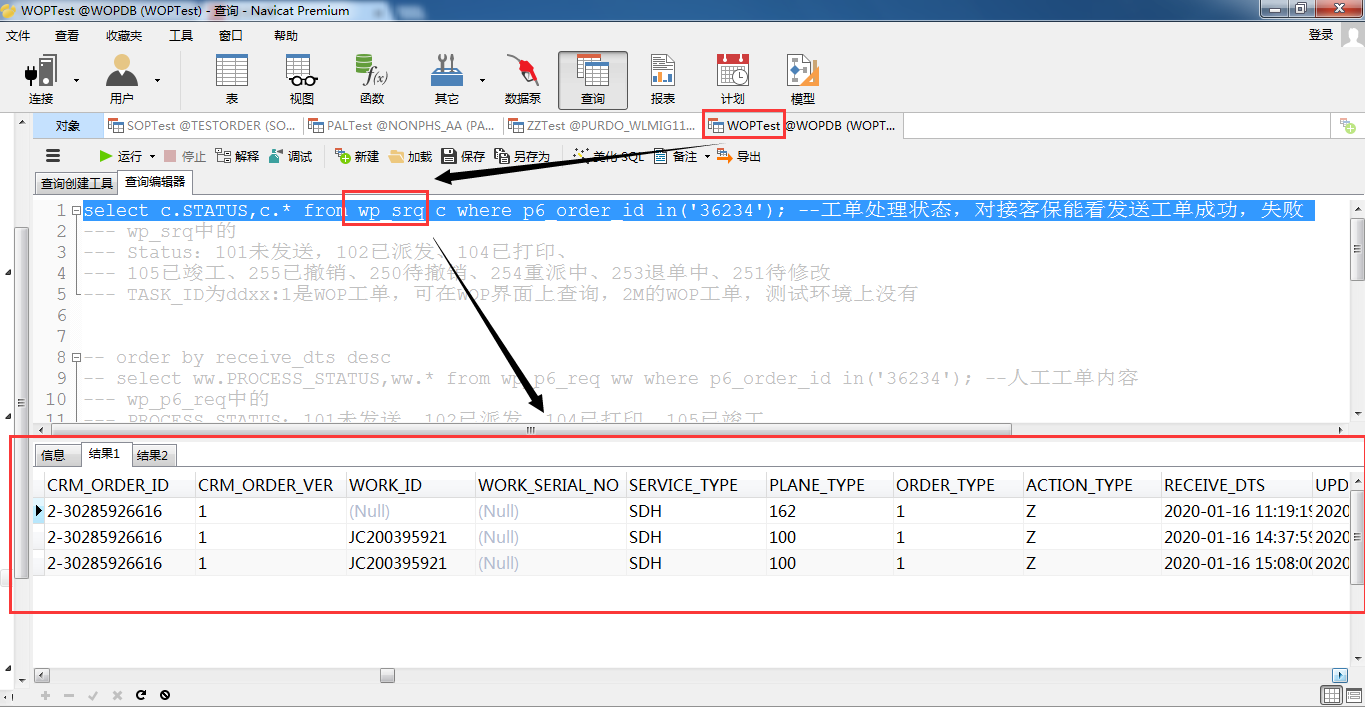 WOPTest @WOPDB (WOPTest) - 查询 - Navicat Premium
文件 查看 收藏夹 工具 窗口 帮助 登录
连接 用户 表 视图 函数 其它 数据泵 查询 报表 计划 模型
对象 SOPTest @TESTORDER (SO... PALTest @NONPHS_AA (PA... ZZTest @PURDO_WLMIG11... WOPTest @WOPDB (WOPT...
运行 停止 解释 调试 新建 加载 保存 另存为 美化 SQL 备注 导出
查询创建工具 查询编辑器
1 select c.STATUS,c.* from wp_srq c where p6_order_id in('36234'); --工单处理状态，对接客保能看发送工单成功，失败
2 --- wp_srq中的
3 --- Status：101未发送，102已派发、104已打印、
4 --- 105已竣工、255已撤销、250待撤销、254重派中、253退单中、251待修改
5 --- TASK_ID为ddxx:1是WOP工单，可在WOP界面上查询，2M的WOP工单，测试环境上没有
6
7
8 -- order by receive_dts desc
9 -- select ww.PROCESS_STATUS,ww.* from wp_p6_req ww where p6_order_id in('36234'); --人工工单内容
10 --- wp_p6_req中的
11 --- PROCESS_STATUS：101未发送，102已派发、104已打印、105已竣工
信息 结果1 结果2
CRM_ORDER_ID CRM_ORDER_VER WORK_ID WORK_SERIAL_NO SERVICE_TYPE PLANE_TYPE ORDER_TYPE ACTION_TYPE RECEIVE_DTS UPD
2-30285926616 1 (Null) (Null) SDH 162 1 Z 2020-01-16 11:19:19 2020
2-30285926616 1 JC200395921 (Null) SDH 100 1 Z 2020-01-16 14:37:59 2020
2-30285926616 1 JC200395921 (Null) SDH 100 1 Z 2020-01-16 15:08:00 2020